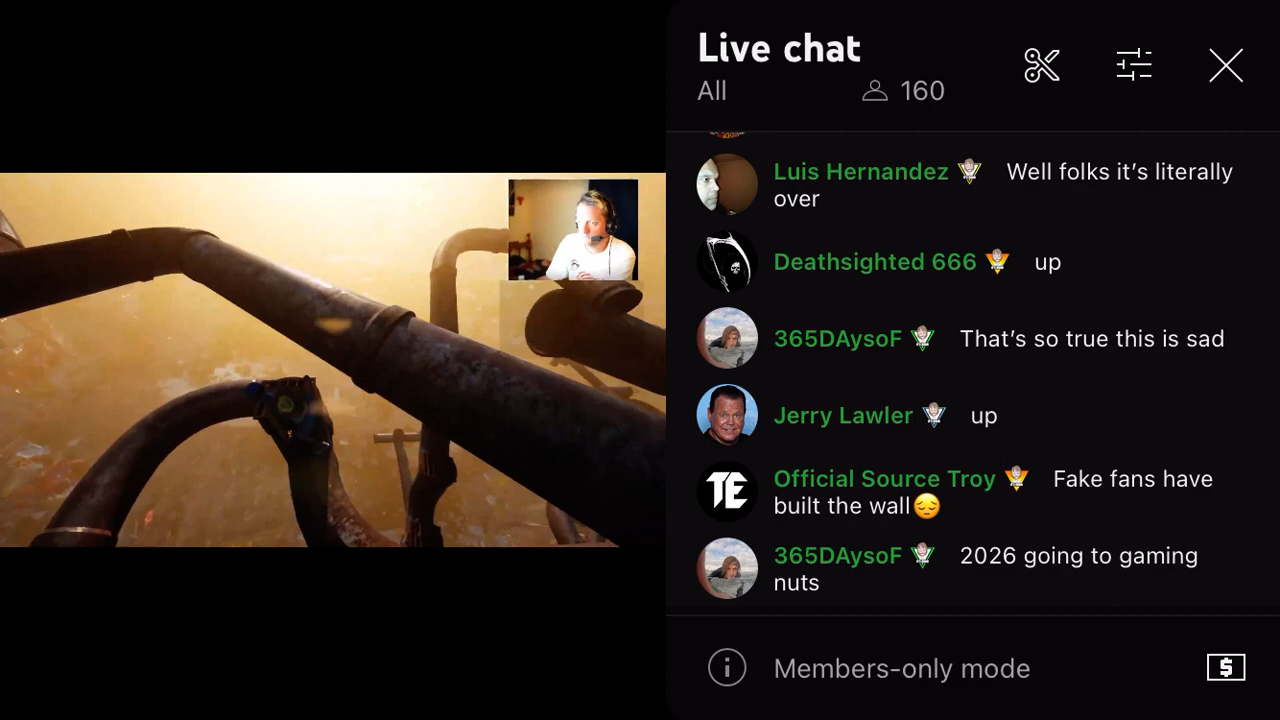 Live chat
All 160
Luis Hernandez Well folks it’s literally
over
Deathsighted 666 up
365DAysoF That’s so true this is sad
Jerry Lawler up
TE
Official Source Troy Fake fans have
built the wall😔
365DAysoF 2026 going to gaming
nuts
Members-only mode